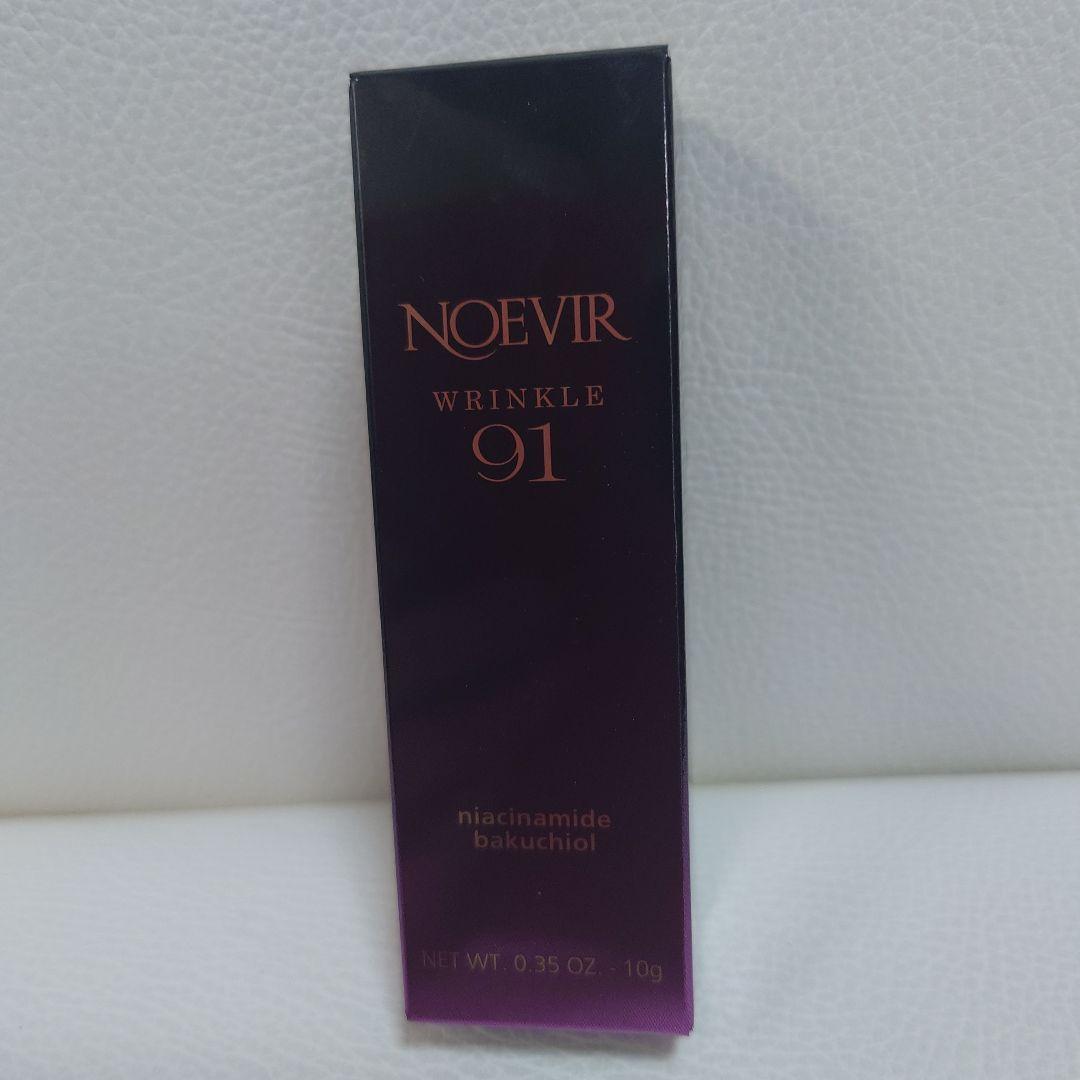 NOEVIR
WRINKLE
91
niacinamide
bakuchiol
NET WT. 0.35 OZ. - 10g